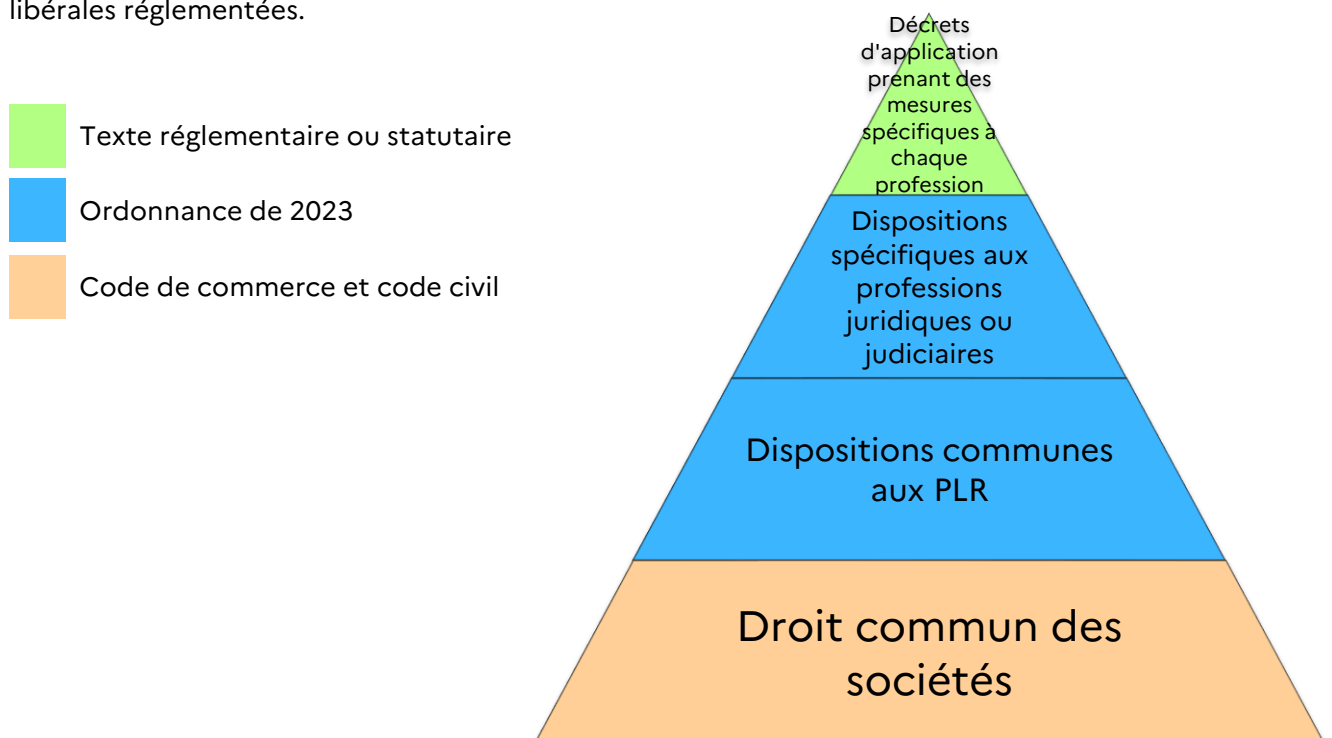 libérales réglementées.
Texte réglementaire ou statutaire
Ordonnance de 2023
Code de commerce et code civil
Décrets
d'application
prenant des
mesures
spécifiques à
chaque
profession
Dispositions
spécifiques aux
professions
juridiques ou
judiciaires
Dispositions communes
aux PLR
Droit commun des
sociétés